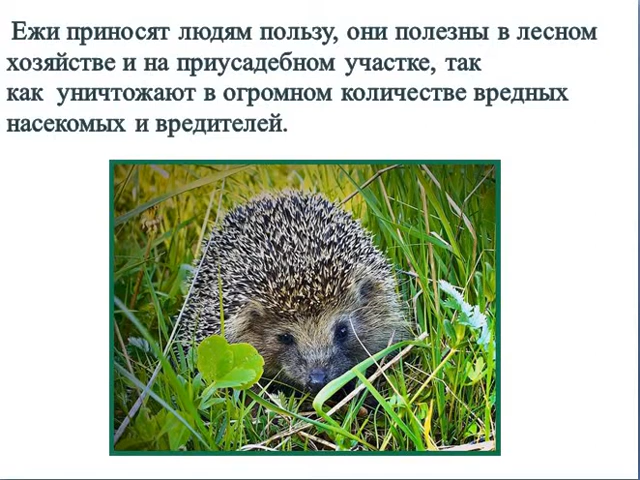 Ежи приносят людям пользу, они полезны в лесном
хозяйстве и на приусадебном участке, так
как уничтожают в огромном количестве вредных
насекомых и вредителей.